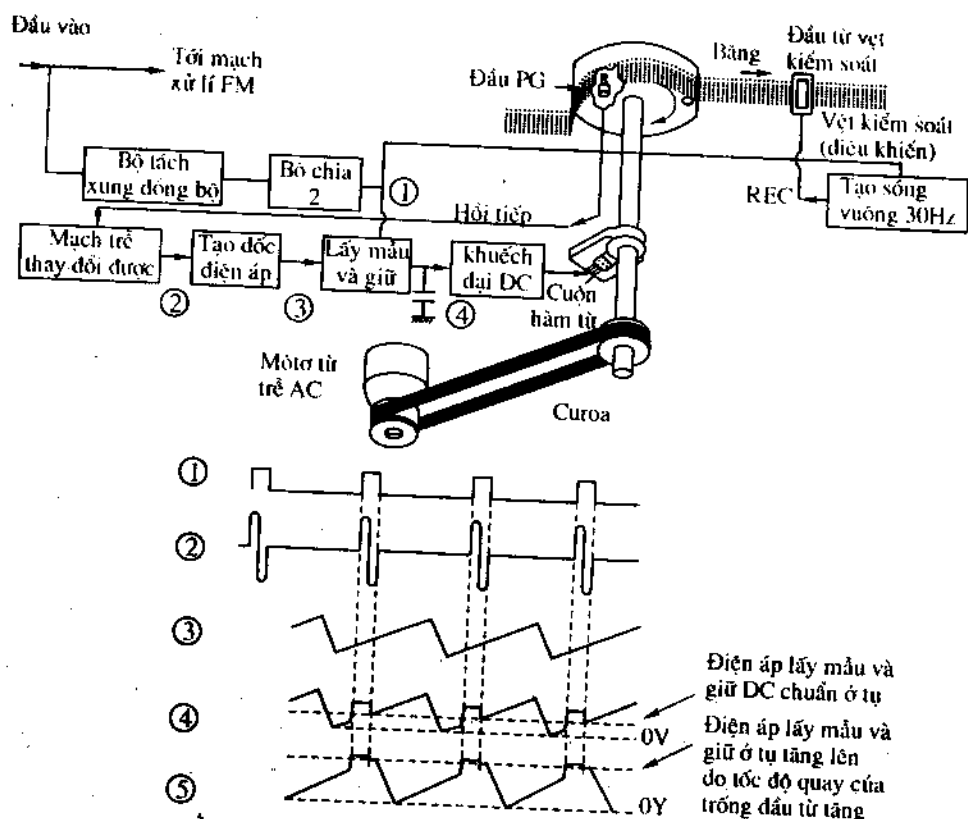 Đầu vào
Tới mạch
xử lí FM
Đầu PG
Băng
Đầu từ vệt
kiểm soát
Vệt kiểm soát
(điều khiển)
Bộ tách
xung đồng bộ
Bộ chia
2
①
Hồi tiếp
REC
Tạo sóng
vuông 30Hz
Mạch trễ
thay đổi được
②
Tạo dốc
điện áp
③
Lấy mẫu
và giữ
④
khuếch
đại DC
Cuộn
hàm từ
Môtơ từ
trễ AC
Curoa
①
②
③
④
Điện áp lấy mẫu và
giữ DC chuẩn ở tụ
0V
⑤
Điện áp lấy mẫu và
giữ ở tụ tăng lên
do tốc độ quay của
trống đầu từ tăng
0Y